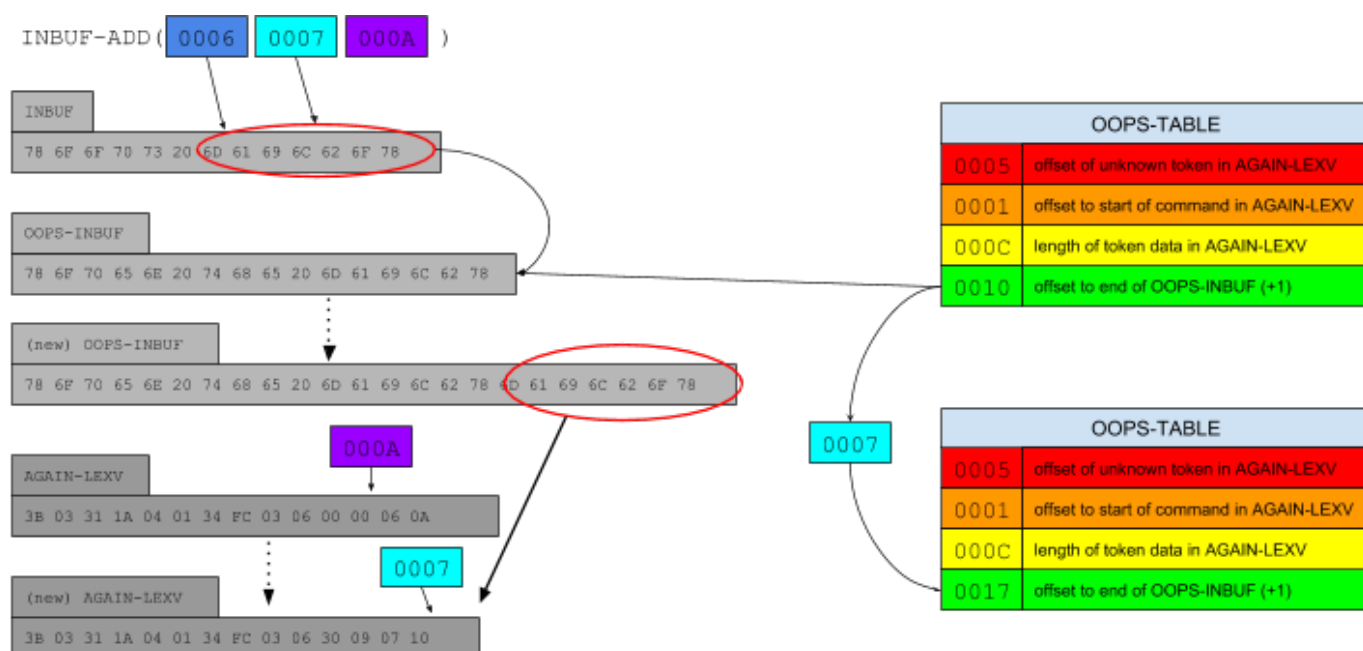 INBUF-ADD( 0006 0007 000A )
INBUF
78 6F 6F 70 73 20 6D 61 69 6C 62 6F 78
OOPS-INBUF
78 6F 70 65 6E 20 74 68 65 20 6D 61 69 6C 62 78
(new) OOPS-INBUF
78 6F 70 65 6E 20 74 68 65 20 6D 61 69 6C 62 78 6D 61 69 6C 62 6F 78
000A
AGAIN-LEXV
3B 03 31 1A 04 01 34 FC 03 06 00 00 06 0A
0007
(new) AGAIN-LEXV
3B 03 31 1A 04 01 34 FC 03 06 30 09 07 10
OOPS-TABLE
0005 offset of unknown token in AGAIN-LEXV
0001 offset to start of command in AGAIN-LEXV
000C length of token data in AGAIN-LEXV
0010 offset to end of OOPS-INBUF (+1)
0007
OOPS-TABLE
0005 offset of unknown token in AGAIN-LEXV
0001 offset to start of command in AGAIN-LEXV
000C length of token data in AGAIN-LEXV
0017 offset to end of OOPS-INBUF (+1)